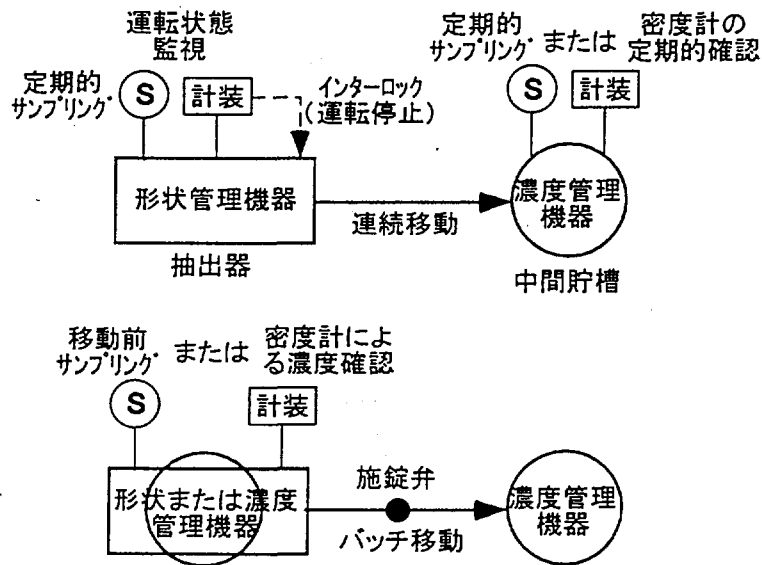 運転状態
監視
定期的
サンプリング
S
計装
インターロック
(運転停止)
形状管理機器
抽出器
連続移動
定期的
サンプリング または 密度計の
定期的確認
S
計装
濃度管理
機器
中間貯槽
移動前
サンプリング または 密度計によ
る濃度確認
S
計装
形状または濃度
管理機器
施錠弁
バッチ移動
濃度管理
機器